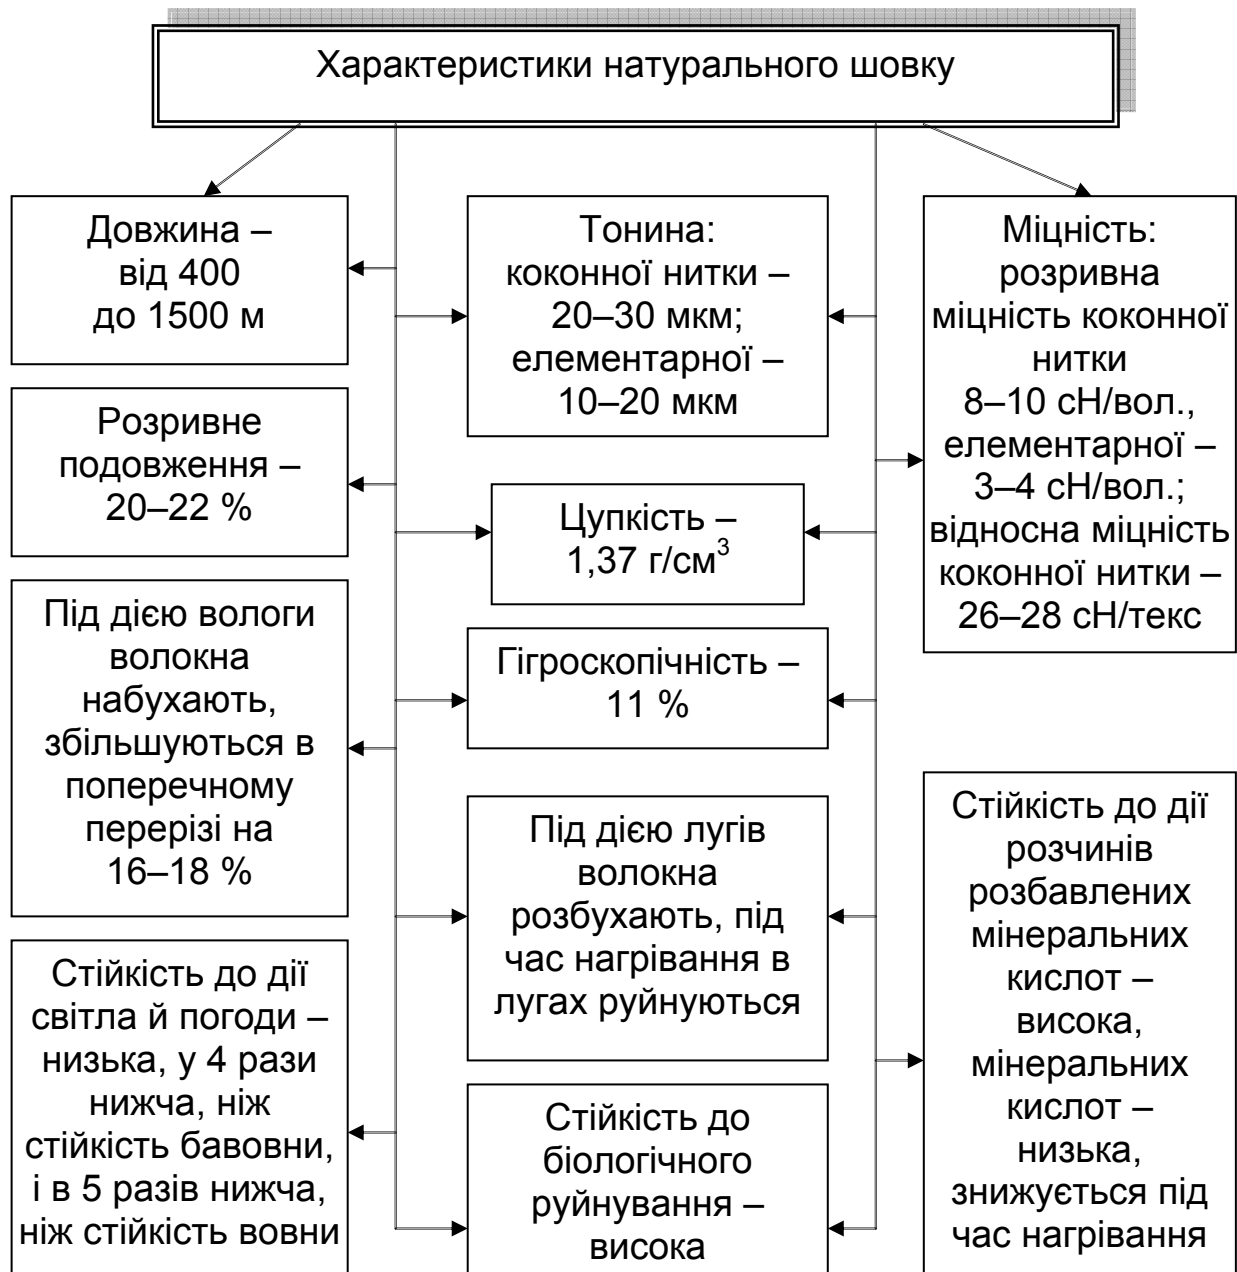 Характеристики натурального шовку
Довжина –
від 400
до 1500 м
Розривне
подовження –
20–22 %
Під дією вологи
волокна
набухають,
збільшуються в
поперечному
перерізі на
16–18 %
Стійкість до дії
світла й погоди –
низька, у 4 рази
нижча, ніж
стійкість бавовни,
і в 5 разів нижча,
ніж стійкість вовни
Тонина:
коконної нитки –
20–30 мкм;
елементарної –
10–20 мкм
Цупкість –
1,37 г/см³
Гігроскопічність –
11 %
Під дією лугів
волокна
розбухають, під
час нагрівання в
лугах руйнуються
Стійкість до
біологічного
руйнування –
висока
Міцність:
розривна
міцність коконної
нитки
8–10 сН/вол.,
елементарної –
3–4 сН/вол.;
відносна міцність
коконної нитки –
26–28 сН/текс
Стійкість до дії
розчинів
розбавлених
мінеральних
кислот –
висока,
мінеральних
кислот –
низька,
знижується під
час нагрівання